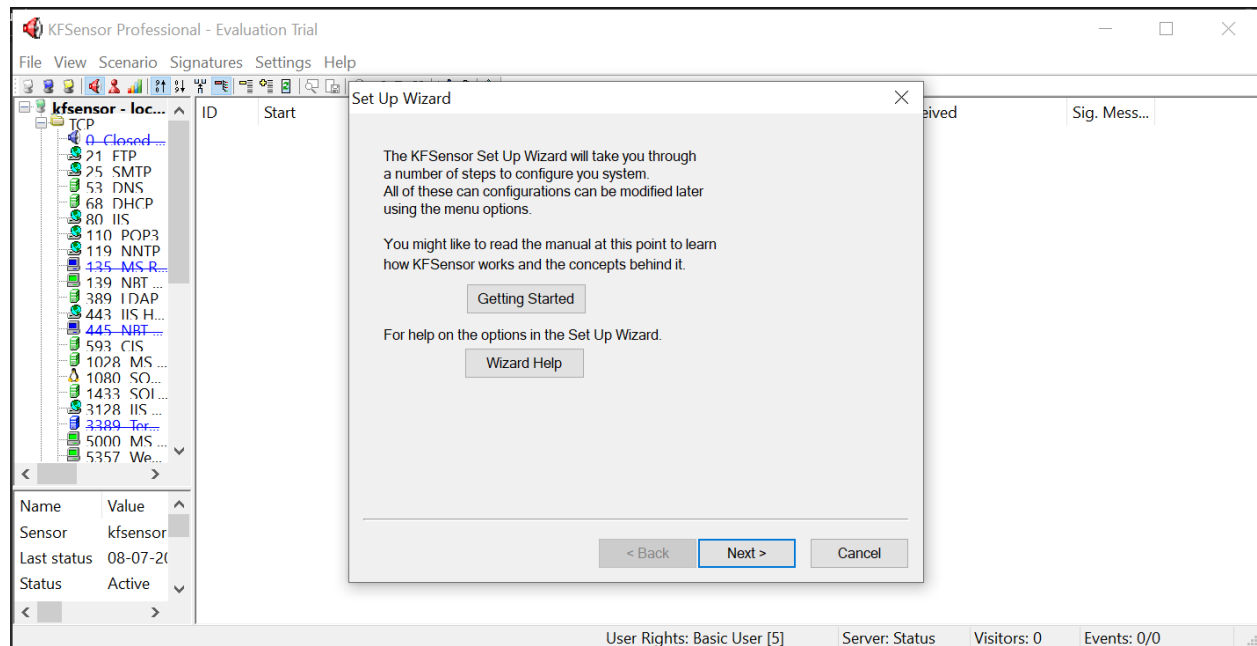 KFSensor Professional - Evaluation Trial
File View Scenario Signatures Settings Help
kfsensor - loc...
TCP
0 Closed ...
21 FTP
25 SMTP
53 DNS
68 DHCP
80 IIS
110 POP3
119 NNTP
135 MS R...
139 NBT ...
389 LDAP
443 IIS H...
445 NBT ...
593 CIS
1028 MS ...
1080 SO...
1433 SQL...
3128 IIS ...
3389 Ter...
5000 MS ...
5357 We...
Name Value
Sensor kfsensor
Last status 08-07-20
Status Active
ID Start eived Sig. Mess...
Set Up Wizard
The KFSensor Set Up Wizard will take you through
a number of steps to configure you system.
All of these can configurations can be modified later
using the menu options.
You might like to read the manual at this point to learn
how KFSensor works and the concepts behind it.
Getting Started
For help on the options in the Set Up Wizard.
Wizard Help
< Back Next > Cancel
User Rights: Basic User [5] Server: Status Visitors: 0 Events: 0/0